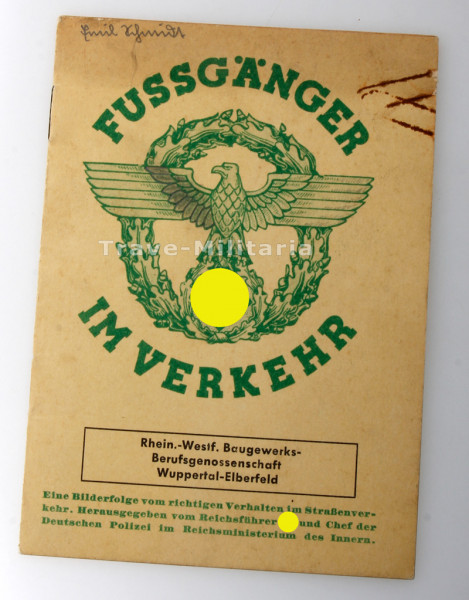 Emil Schmidt
FUSSGÄNGER
Trave-Militaria
IM VERKEHR
Rhein.-Westf. Baugewerks-
Berufsgenossenschaft
Wuppertal-Elberfeld
Eine Bilderfolge vom richtigen Verhalten im Straßenver-
kehr. Herausgegeben vom Reichsführer und Chef der
Deutschen Polizei im Reichsministerium des Innern.